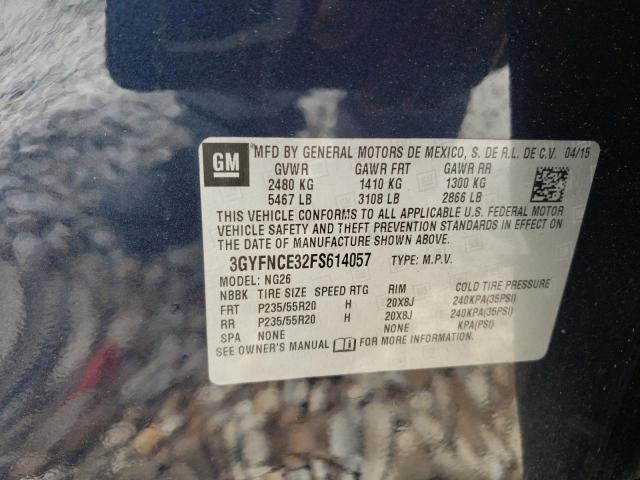 GM MFD BY GENERAL MOTORS DE MEXICO, S. DE R.L. DE C.V. 04/15
GVWR GAWR FRT GAWR RR
2480 KG 1410 KG 1300 KG
5467 LB 3108 LB 2866 LB
THIS VEHICLE CONFORMS TO ALL APPLICABLE U.S. FEDERAL MOTOR
VEHICLE SAFETY AND THEFT PREVENTION STANDARDS IN EFFECT ON
THE DATE OF MANUFACTURE SHOWN ABOVE.
3GYFNCE32FS614057 TYPE: M.P.V.
MODEL: NG26
NBBK TIRE SIZE SPEED RTG RIM COLD TIRE PRESSURE
FRT P235/55R20 H 20X8J 240KPA(35PSI)
RR P235/55R20 H 20X8J 240KPA(35PSI)
SPA NONE NONE KPA(PSI)
SEE OWNER'S MANUAL FOR MORE INFORMATION.